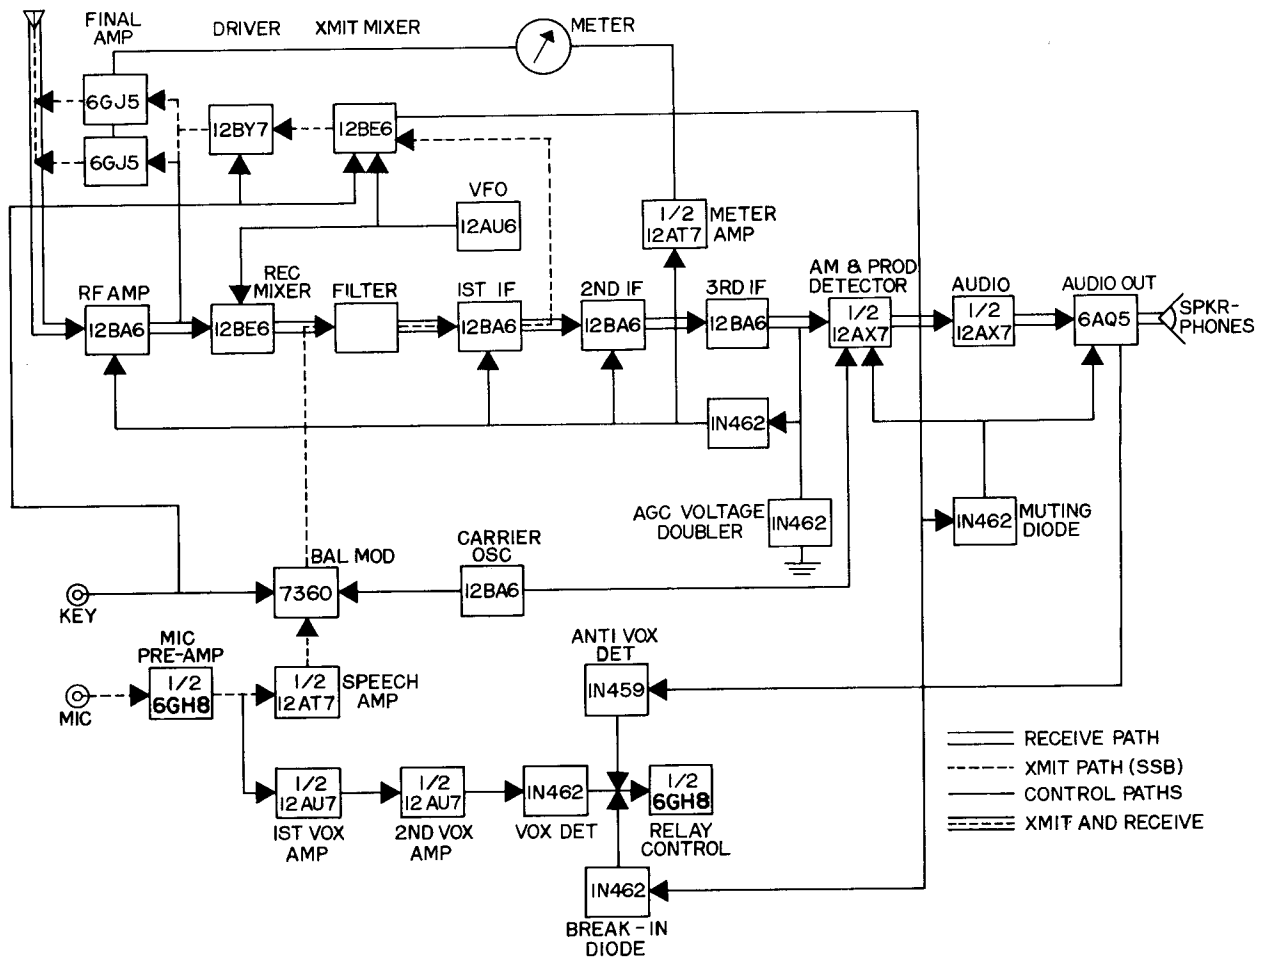 FINAL
AMP
DRIVER
XMIT MIXER
METER
6GJ5
12BY7
12BE6
6GJ5
VFO
12AU6
1/2
12AT7
METER
AMP
RF AMP
12BA6
REC
MIXER
12BE6
FILTER
1ST IF
12BA6
2ND IF
12BA6
3RD IF
12BA6
AM & PROD
DETECTOR
1/2
12AX7
AUDIO
1/2
12AX7
AUDIO OUT
6AQ5
SPKR-
PHONES
IN462
AGC VOLTAGE
DOUBLER
IN462
IN462
MUTING
DIODE
KEY
BAL MOD
7360
CARRIER
OSC
12BA6
MIC
MIC
PRE-AMP
1/2
6GH8
1/2
12AT7
SPEECH
AMP
ANTI VOX
DET
IN459
1/2
12AU7
1ST VOX
AMP
1/2
12AU7
2ND VOX
AMP
IN462
VOX DET
1/2
6GH8
RELAY
CONTROL
IN462
BREAK-IN
DIODE
RECEIVE PATH
XMIT PATH (SSB)
CONTROL PATHS
XMIT AND RECEIVE